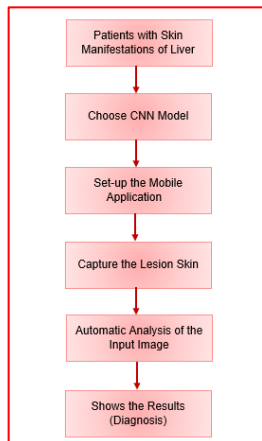 Patients with Skin
Manifestations of Liver
Choose CNN Model
Set-up the Mobile
Application
Capture the Lesion Skin
Automatic Analysis of the
Input Image
Shows the Results
(Diagnosis)